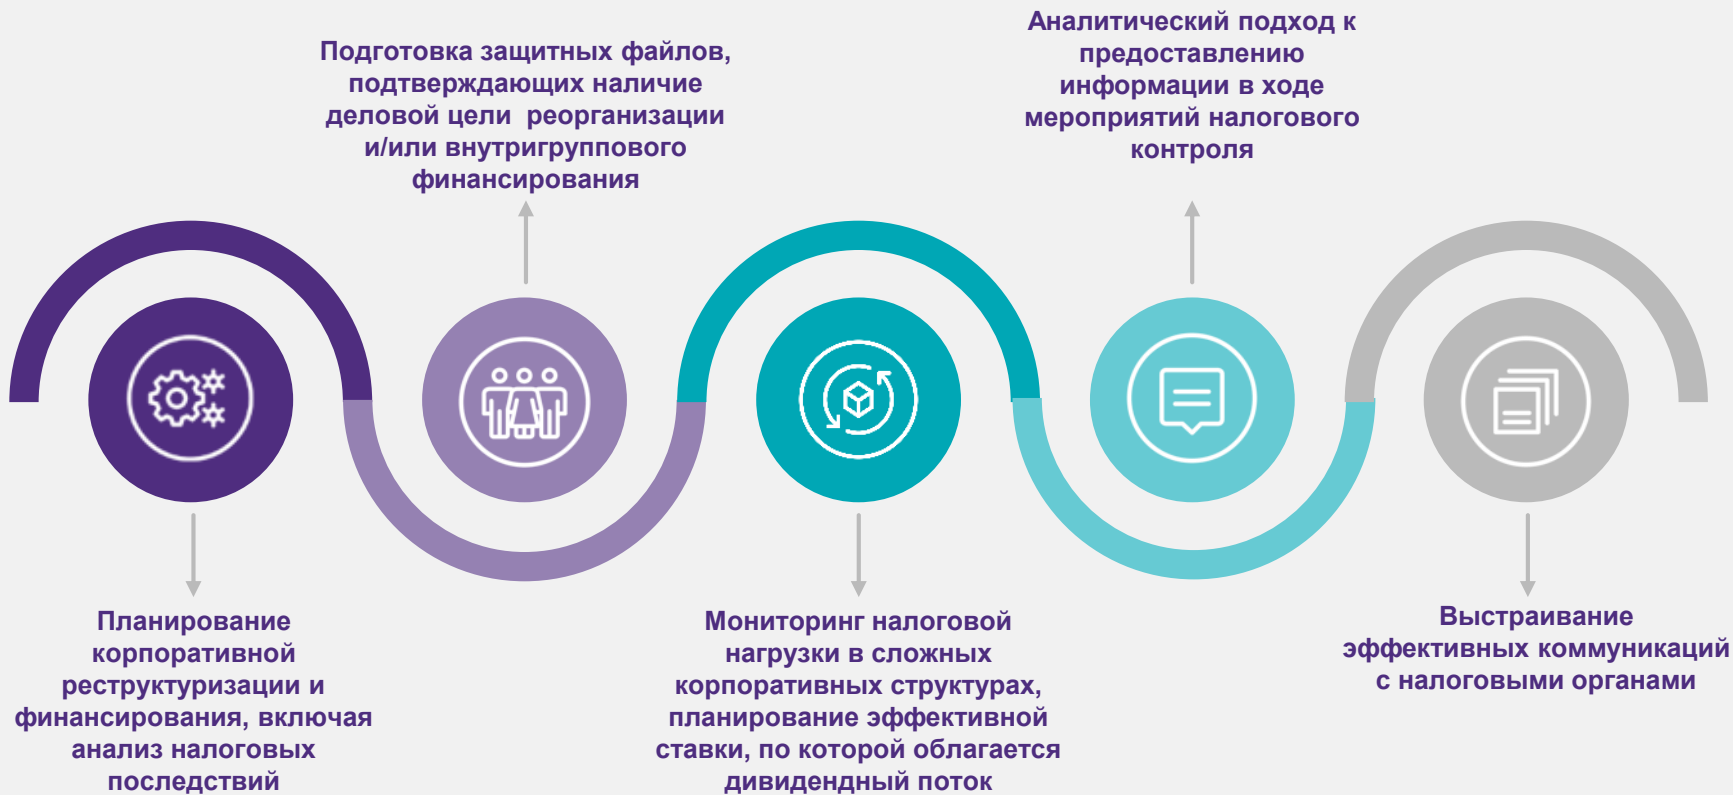 Планирование
корпоративной
реструктуризации и
финансирования, включая
анализ налоговых
последствий
Подготовка защитных файлов,
подтверждающих наличие
деловой цели  реорганизации
и/или внутригруппового
финансирования
Мониторинг налоговой
нагрузки в сложных
корпоративных структурах,
планирование эффективной
ставки, по которой облагается
дивидендный поток
Аналитический подход к
предоставлению
информации в ходе
мероприятий налогового
контроля
Выстраивание
эффективных коммуникаций
с налоговыми органами